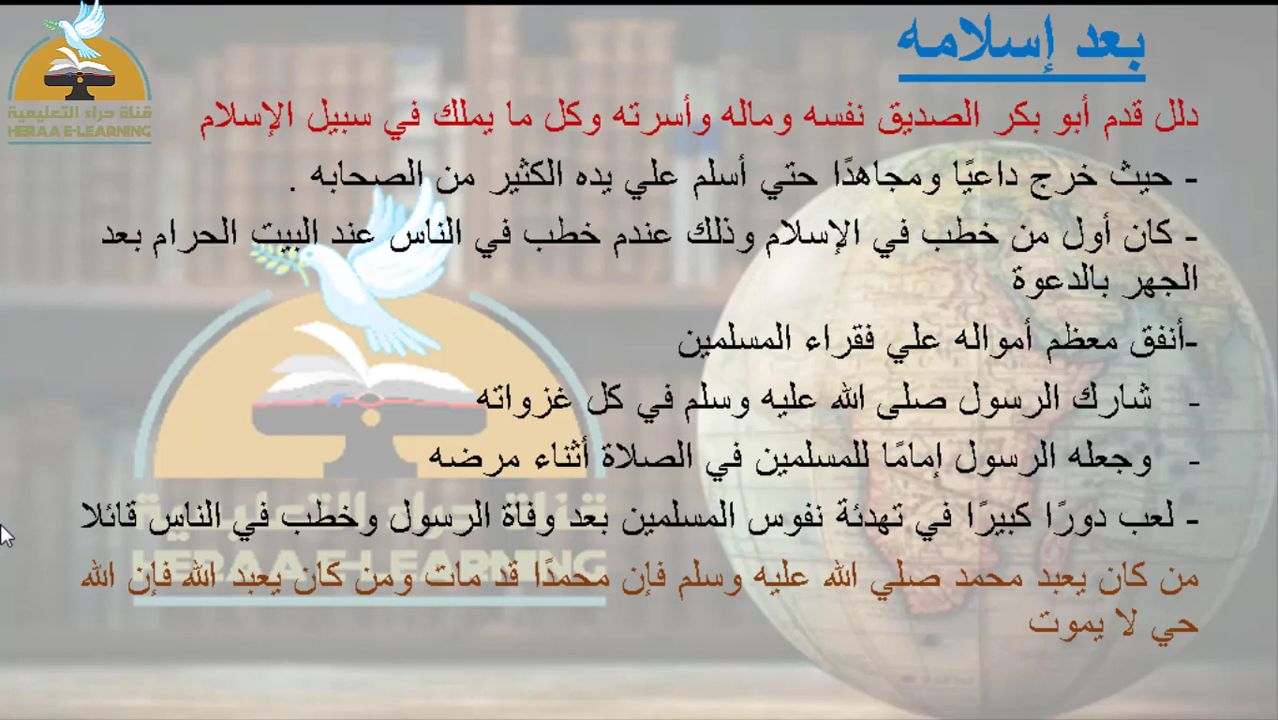 بعد إسلامه
قناة حراء التعليمية
HERAA E-LEARNING
دلل قدم أبو بكر الصديق نفسه وماله وأسرته وكل ما يملك في سبيل الإسلام
- حيث خرج داعيًا ومجاهدًا حتي أسلم علي يده الكثير من الصحابه .
- كان أول من خطب في الإسلام وذلك عندم خطب في الناس عند البيت الحرام بعد
الجهر بالدعوة
-أنفق معظم أمواله علي فقراء المسلمين
- شارك الرسول صلى الله عليه وسلم في كل غزواته
- وجعله الرسول إمامًا للمسلمين في الصلاة أثناء مرضه
- لعب دورًا كبيرًا في تهدئة نفوس المسلمين بعد وفاة الرسول وخطب في الناس قائلا
من كان يعبد محمد صلي الله عليه وسلم فإن محمدًا قد مات ومن كان يعبد الله فإن الله
حي لا يموت
قناة حراء التعليمية
HERAA E-LEARNING